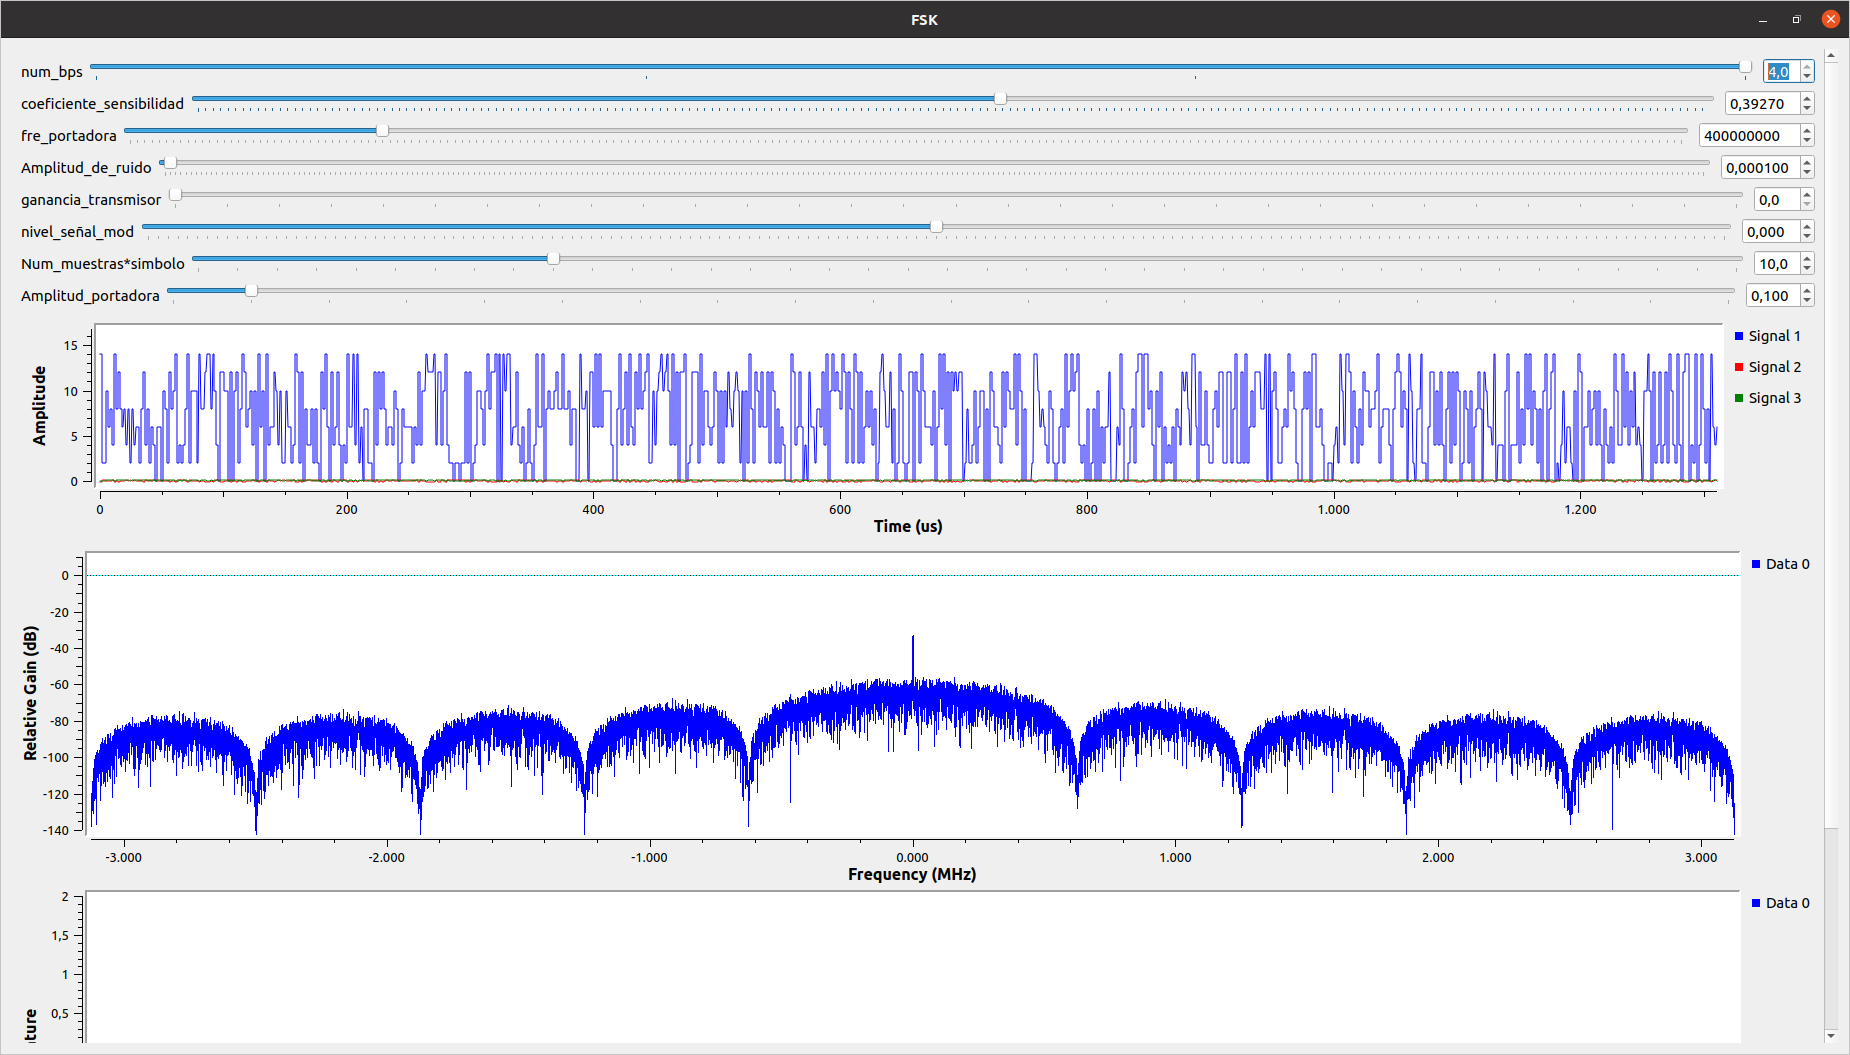 FSK
num_bps 4,0
coeficiente_sensibilidad 0,39270
fre_portadora 400000000
Amplitud_de_ruido 0,000100
ganancia_transmisor 0,0
nivel_señal_mod 0,000
Num_muestras*simbolo 10,0
Amplitud_portadora 0,100
Amplitude
15
10
5
0
0 200 400 600 800 1.000 1.200
Time (us)
Signal 1
Signal 2
Signal 3
Relative Gain (dB)
0
-20
-40
-60
-80
-100
-120
-140
-3.000 -2.000 -1.000 0.000 1.000 2.000 3.000
Frequency (MHz)
Data 0
2
1,5
1
0,5
ture
Data 0